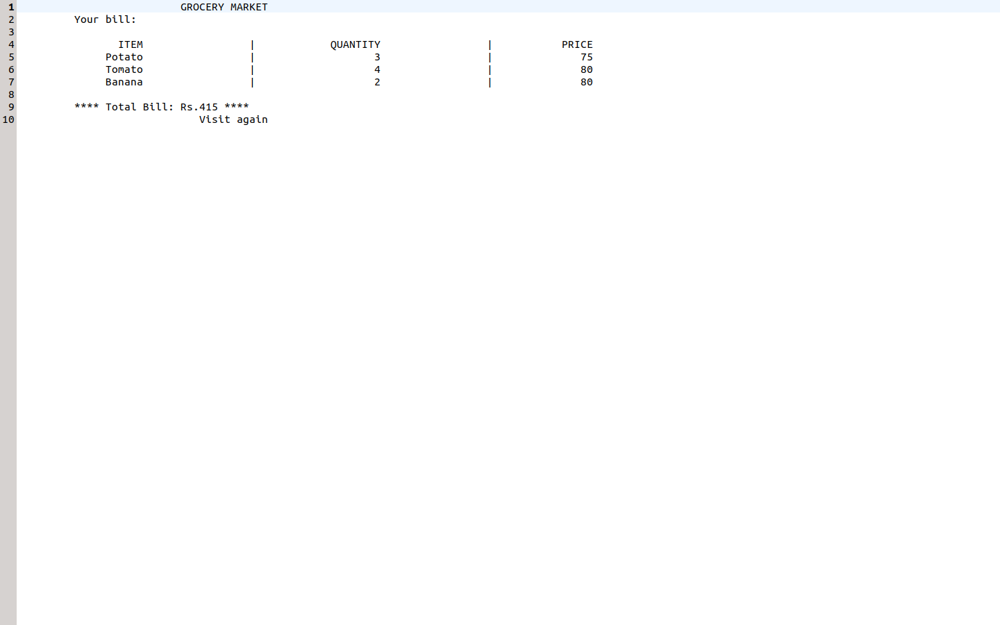 1 GROCERY MARKET
2 Your bill:
3
4 ITEM | QUANTITY | PRICE
5 Potato | 3 | 75
6 Tomato | 4 | 80
7 Banana | 2 | 80
8
9 **** Total Bill: Rs.415 ****
10 Visit again